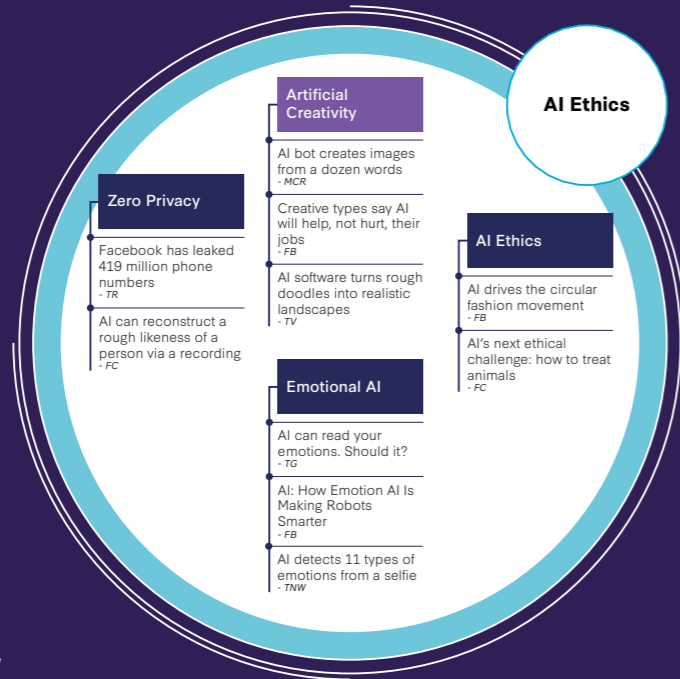 AI Ethics
Artificial
Creativity
AI bot creates images
from a dozen words
- MCR
Creative types say AI
will help, not hurt, their
jobs
- FB
AI software turns rough
doodles into realistic
landscapes
- TV
Zero Privacy
Facebook has leaked
419 million phone
numbers
- TR
AI can reconstruct a
rough likeness of a
person via a recording
- FC
AI Ethics
AI drives the circular
fashion movement
- FB
AI's next ethical
challenge: how to treat
animals
- FC
Emotional AI
AI can read your
emotions. Should it?
- TG
AI: How Emotion AI Is
Making Robots
Smarter
- FB
AI detects 11 types of
emotions from a selfie
- TNW